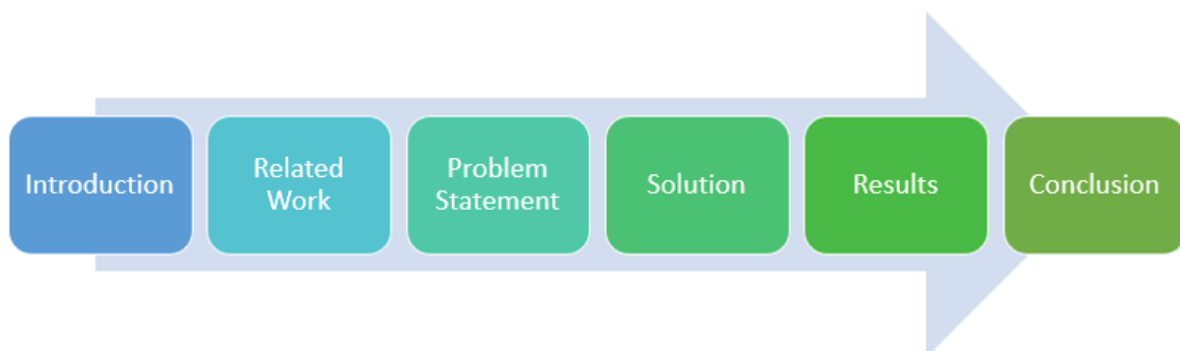 Introduction
Related
Work
Problem
Statement
Solution
Results
Conclusion